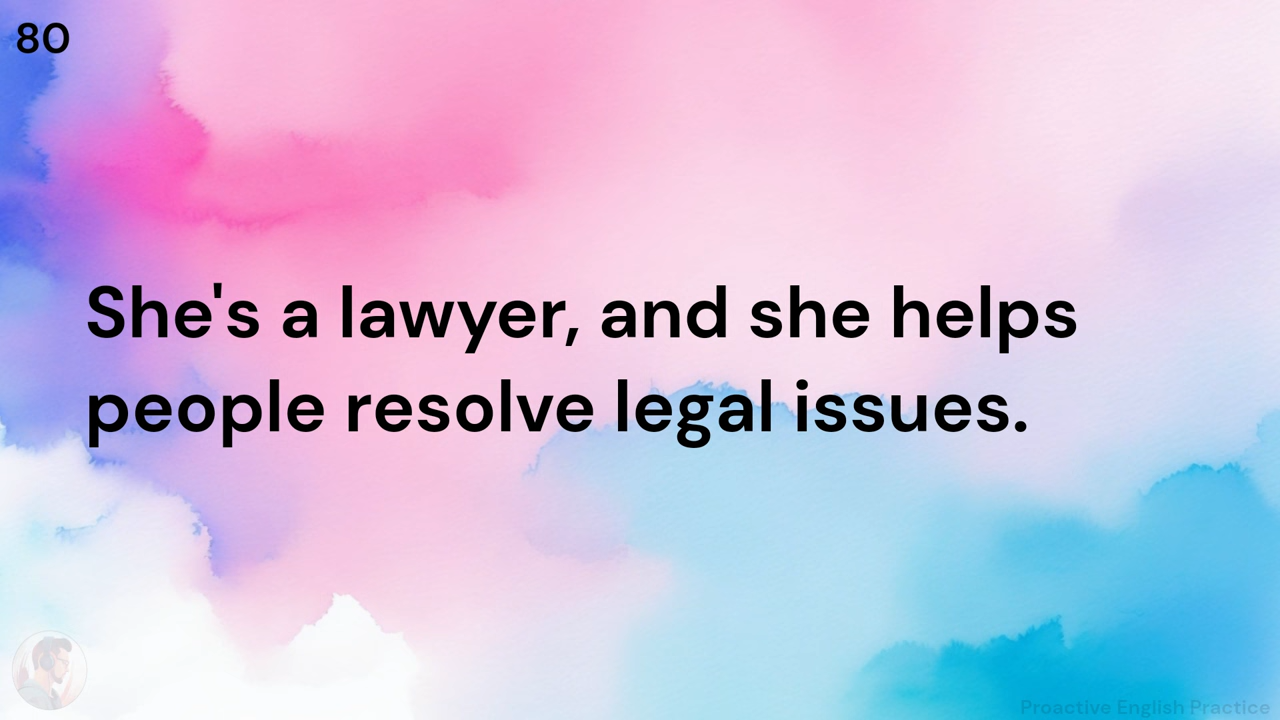 80
She's a lawyer, and she helps
people resolve legal issues.
Proactive English Practice